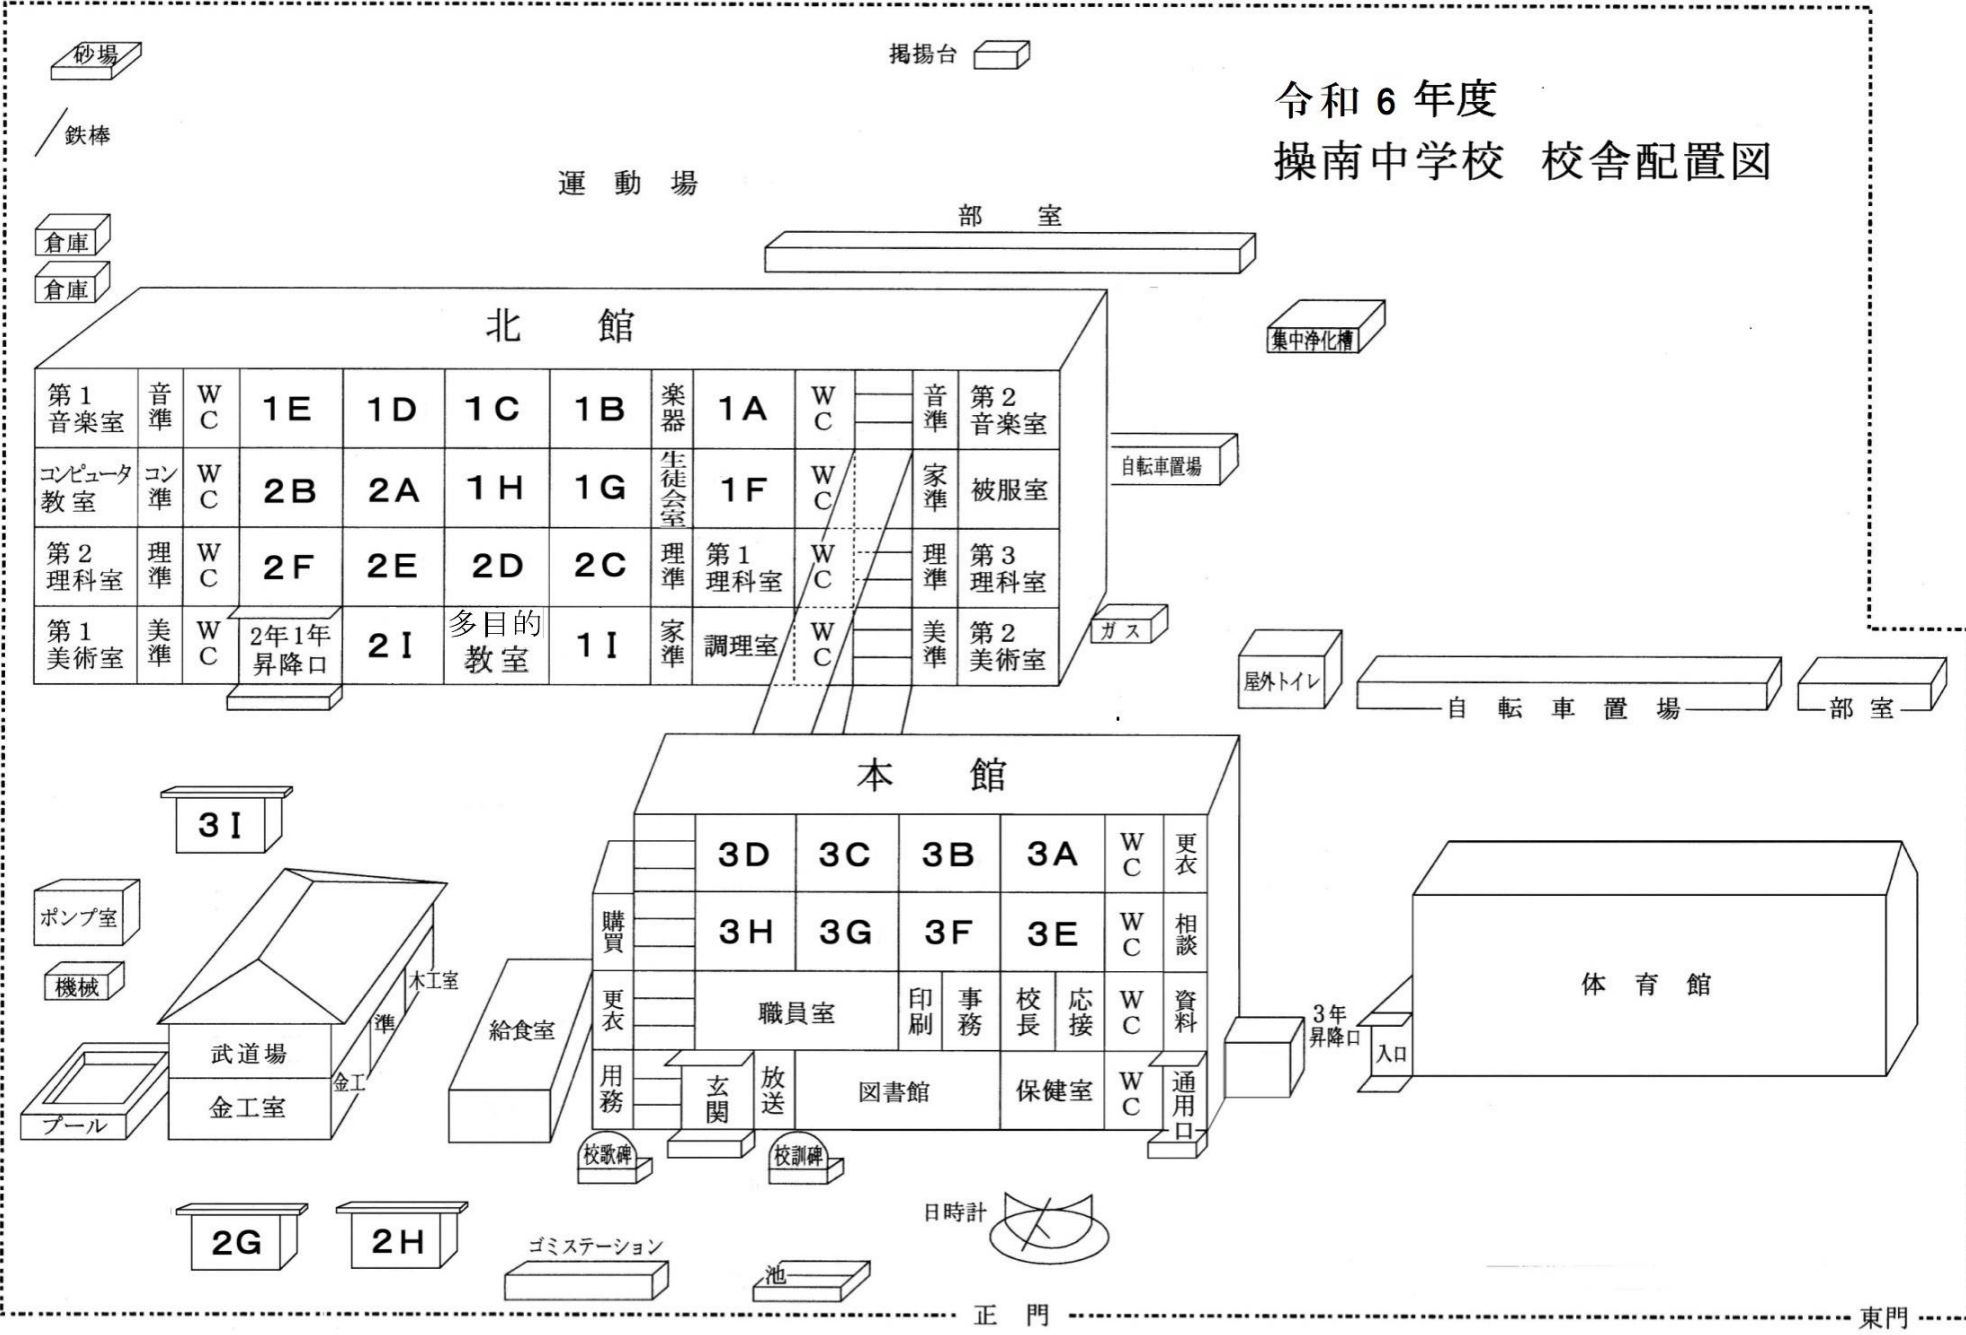 砂場
掲揚台
令和6年度
鉄棒
操南中学校 校舎配置図
運動場
部室
倉庫
倉庫
集中浄化槽
北館
第1音楽室
音準
WC
1E
1D
1C
1B
楽器
1A
WC
音準
第2音楽室
コンピュータ教室
コン準
WC
2B
2A
1H
1G
生徒会室
1F
WC
家準
被服室
自転車置場
第2理科室
理準
WC
2F
2E
2D
2C
理準
第1理科室
WC
理準
第3理科室
第1美術室
美準
WC
2年1年昇降口
2I
多目的教室
1I
家準
調理室
WC
美準
第2美術室
ガス
屋外トイレ
自転車置場
部室
本館
3I
3D
3C
3B
3A
WC
更衣
購買
3H
3G
3F
3E
WC
相談
ポンプ室
機械
木工室
準
金工
武道場
金工室
プール
給食室
更衣
職員室
印刷
事務
校長
応接
WC
資料
3年昇降口
入口
体育館
用務
玄関
放送
図書館
保健室
WC
通用口
校歌碑
校訓碑
日時計
2G
2H
ゴミステーション
池
正門
東門